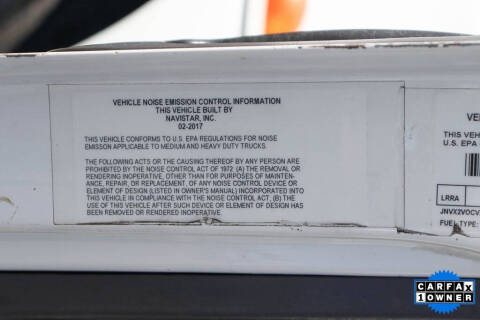 VEHICLE NOISE EMISSION CONTROL INFORMATION
THIS VEHICLE BUILT BY
NAVISTAR, INC.
02-2017
THIS VEHICLE CONFORMS TO U.S. EPA REGULATIONS FOR NOISE
EMISSON APPLICABLE TO MEDIUM AND HEAVY DUTY TRUCKS.
THE FOLLOWING ACTS OR THE CAUSING THEREOF BY ANY PERSON ARE
PROHIBITED BY THE NOISE CONTROL ACT OF 1972 (A) THE REMOVAL OR
RENDERING INOPERATIVE, OTHER THAN FOR PURPOSES OF MAINTEN-
ANCE, REPAIR, OR REPLACEMENT, OF ANY NOISE CONTROL DEVICE OR
ELEMENT OF DESIGN (LISTED IN OWNER'S MANUAL) INCORPORATED INTO
THIS VEHICLE IN COMPLIANCE WITH THE NOISE CONTROL ACT, (B) THE
USE OF THIS VEHICLE AFTER SUCH DEVICE OR ELEMENT OF DESIGN HAS
BEEN REMOVED OR RENDERED INOPERATIVE.
VE
THIS VEH
U.S. EPA
LRRA
JNVX2V0CV
FUEL TYPE:
CARFAX
1 OWNER